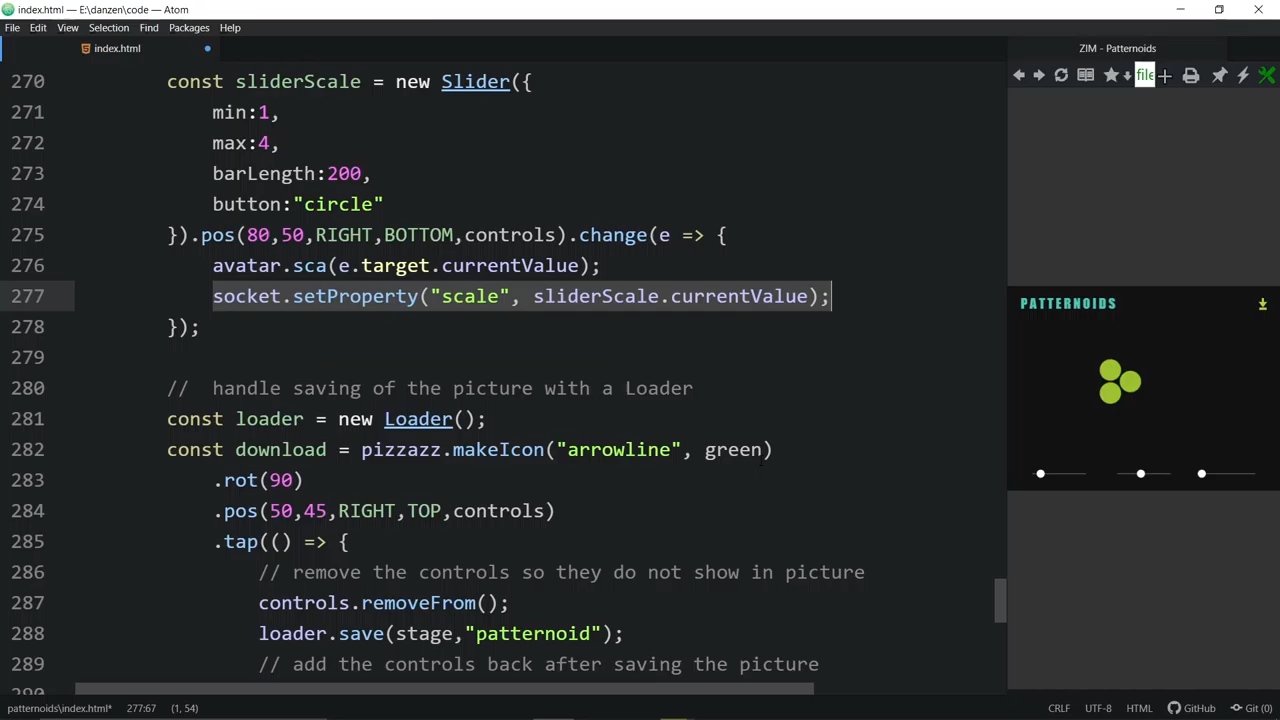 index.html — E:\danzen\code — Atom
File Edit View Selection Find Packages Help
index.html
ZIM - Patternoids
file
270 const sliderScale = new Slider({
271 min:1,
272 max:4,
273 barLength:200,
274 button:"circle"
275 }).pos(80,50,RIGHT,BOTTOM,controls).change(e => {
276 avatar.sca(e.target.currentValue);
277 socket.setProperty("scale", sliderScale.currentValue);
278 });
279
280 // handle saving of the picture with a Loader
281 const loader = new Loader();
282 const download = pizzazz.makeIcon("arrowline", green)
283 .rot(90)
284 .pos(50,45,RIGHT,TOP,controls)
285 .tap(() => {
286 // remove the controls so they do not show in picture
287 controls.removeFrom();
288 loader.save(stage,"patternoid");
289 // add the controls back after saving the picture
290
PATTERNOIDS
patternoids\index.html* 277:67 (1, 54) CRLF UTF-8 HTML GitHub Git (0)